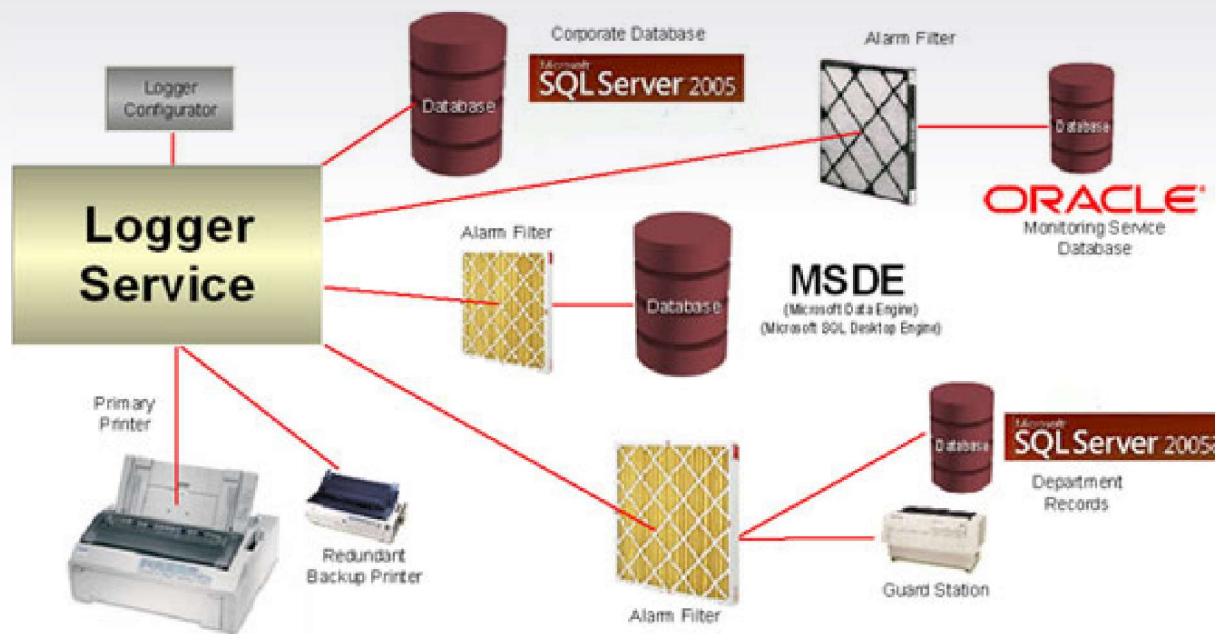 Corporate Database
Microsoft
SQL Server 2005
Alarm Filter
Logger
Configurator
Database
Database
ORACLE®
Monitoring Service
Database
Logger
Service
Alarm Filter
Database
MSDE
(Microsoft Data Engine)
(Microsoft SQL Desktop Engine)
Primary
Printer
Redundant
Backup Printer
Alarm Filter
Database
Microsoft
SQL Server 2005
Department
Records
Guard Station